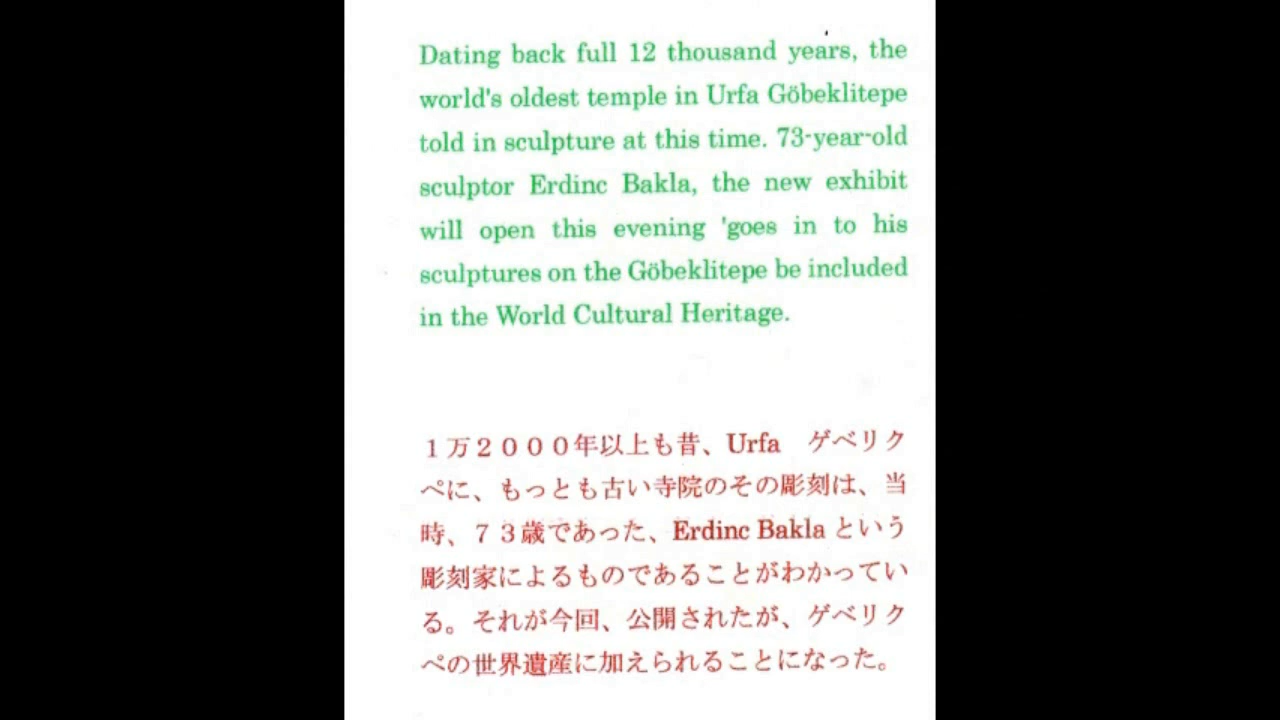 Dating back full 12 thousand years, the
world's oldest temple in Urfa Göbeklitepe
told in sculpture at this time. 73-year-old
sculptor Erdinc Bakla, the new exhibit
will open this evening 'goes in to his
sculptures on the Göbeklitepe be included
in the World Cultural Heritage.
1万2000年以上も昔、Urfa　ゲベリク
ペに、もっとも古い寺院のその彫刻は、当
時、73歳であった、Erdinc Bakla という
彫刻家によるものであることがわかってい
る。それが今回、公開されたが、ゲベリク
ペの世界遺産に加えられることになった。